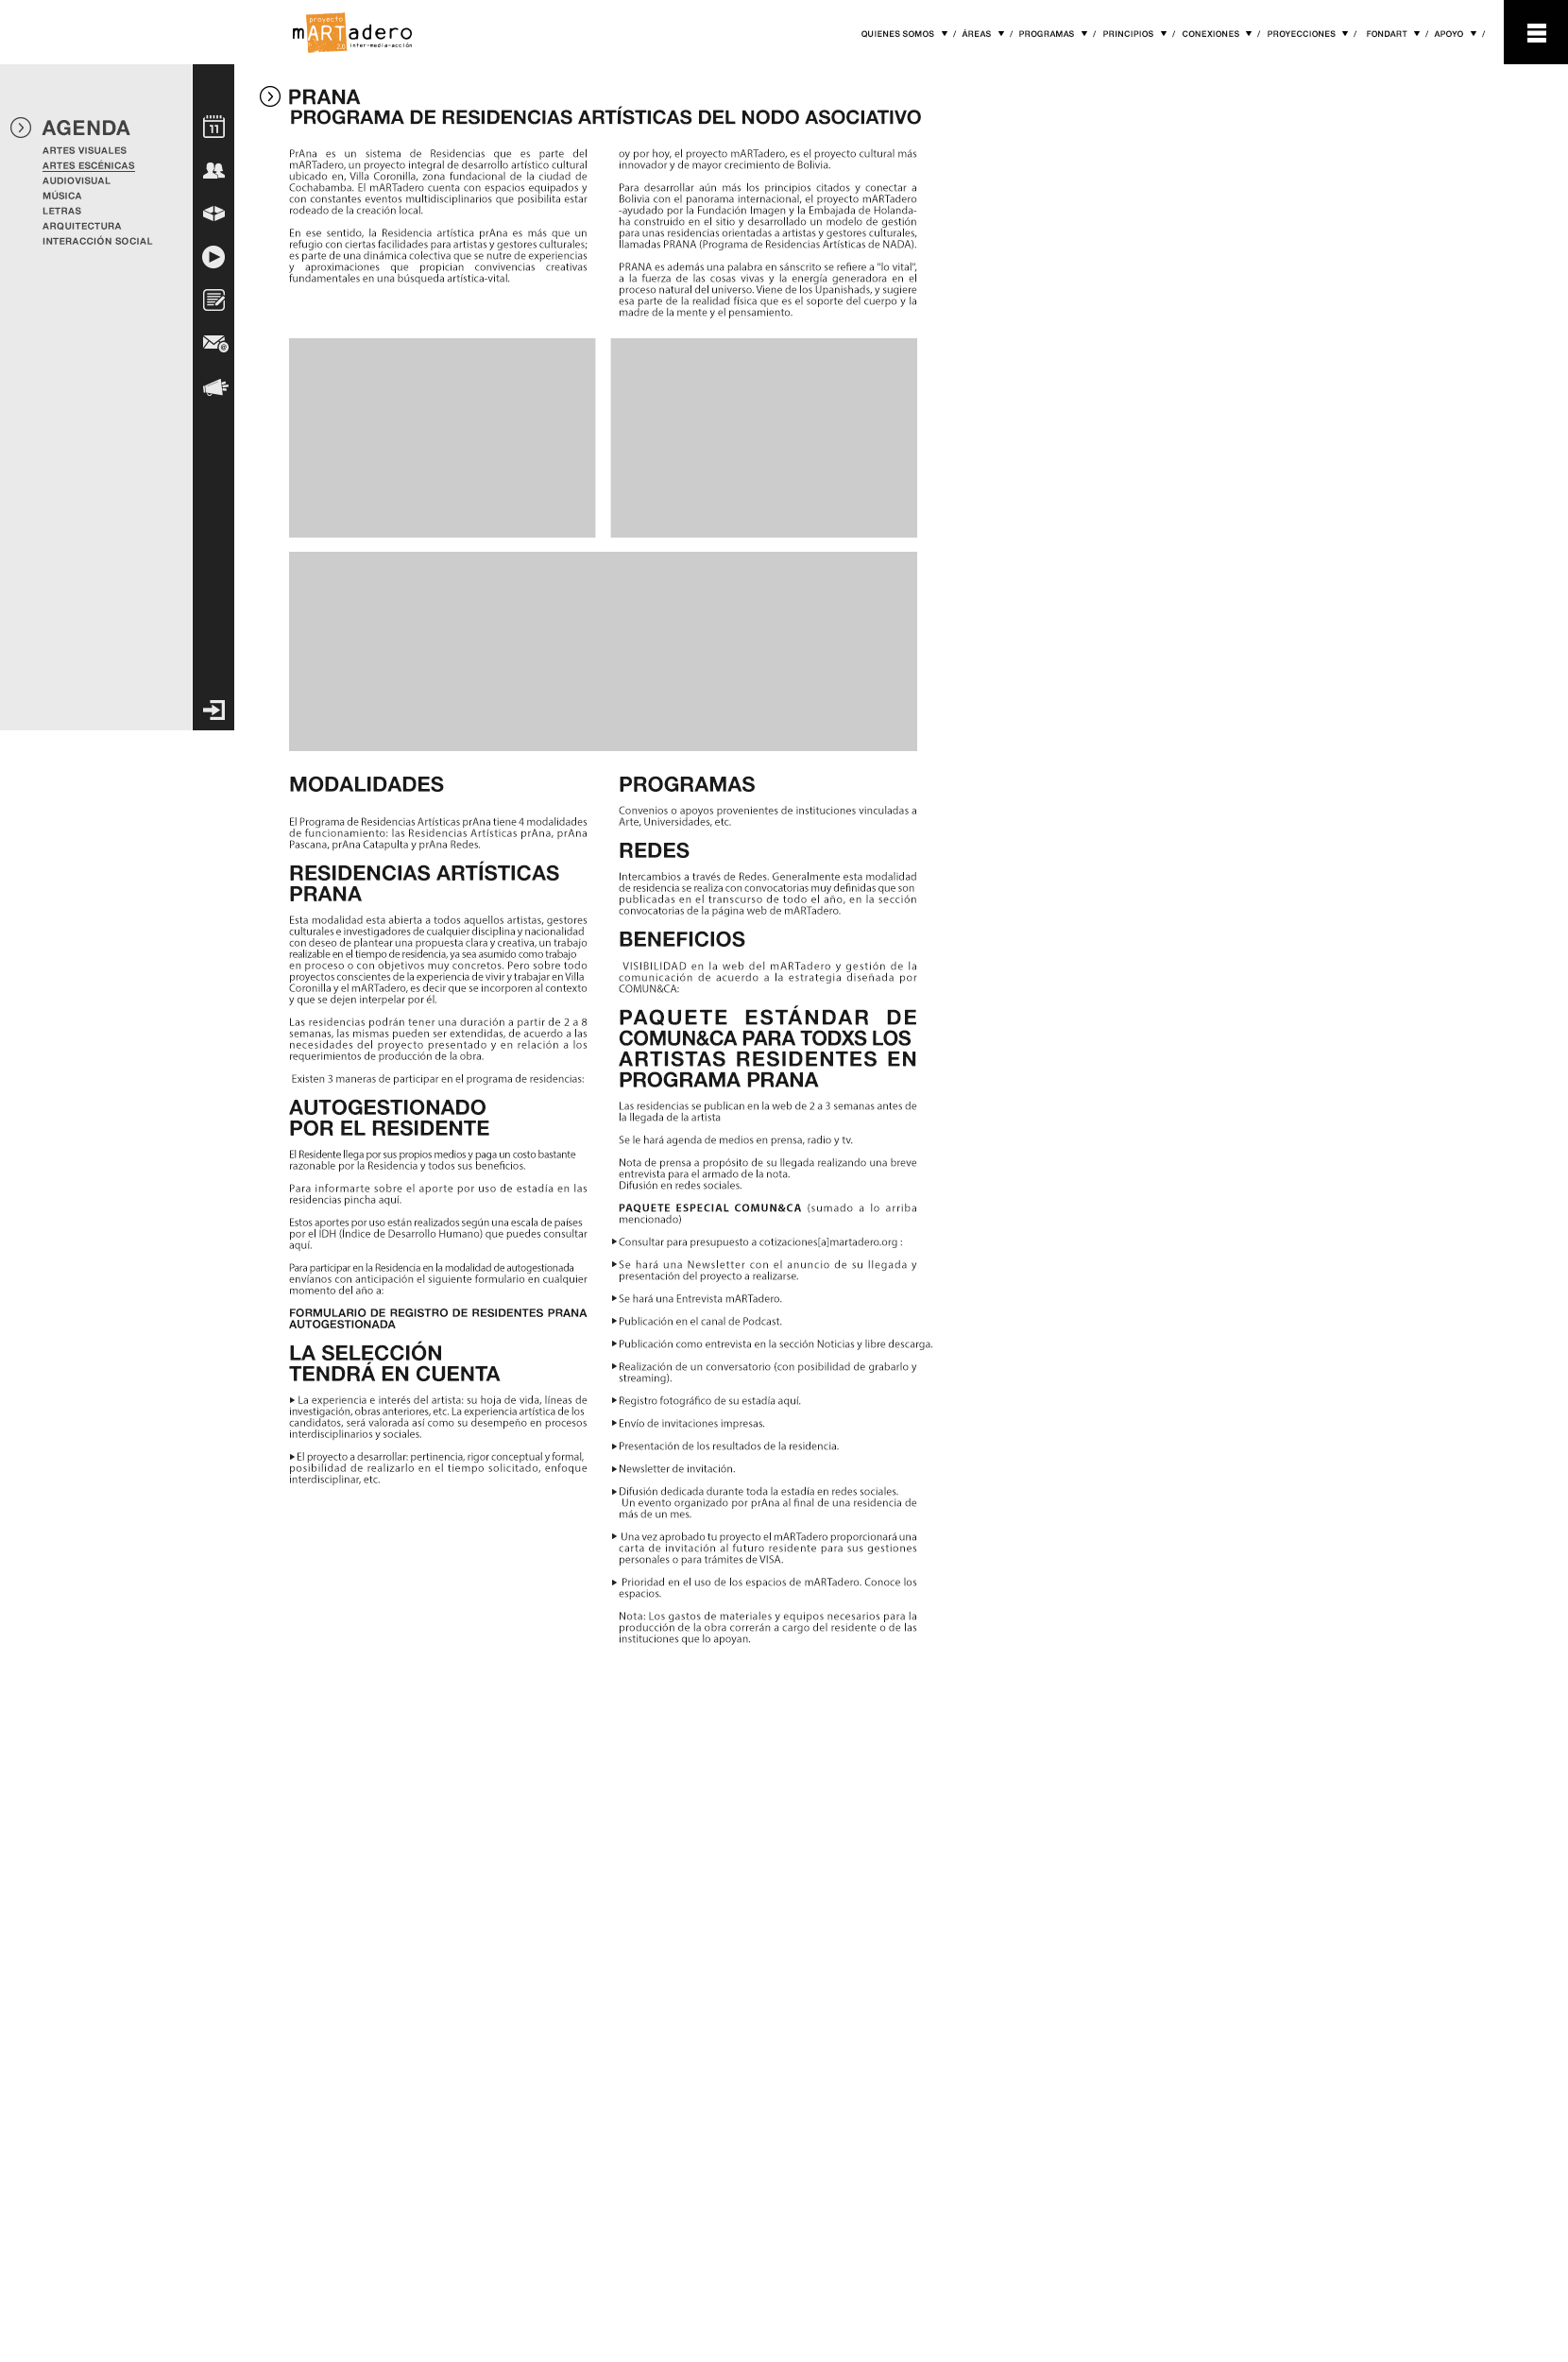 proyecto
mARTadero
2.0
inter-media-acción
QUIENES SOMOS ▼ / ÁREAS ▼ / PROGRAMAS ▼ / PRINCIPIOS ▼ / CONEXIONES ▼ / PROYECCIONES ▼ / FONDART ▼ / APOYO ▼ /
AGENDA
ARTES VISUALES
ARTES ESCÉNICAS
AUDIOVISUAL
MÚSICA
LETRAS
ARQUITECTURA
INTERACCIÓN SOCIAL
11
PRANA
PROGRAMA DE RESIDENCIAS ARTÍSTICAS DEL NODO ASOCIATIVO
PrAna es un sistema de Residencias que es parte del
mARTadero, un proyecto integral de desarrollo artístico cultural
ubicado en, Villa Coronilla, zona fundacional de la ciudad de
Cochabamba. El mARTadero cuenta con espacios equipados y
con constantes eventos multidisciplinarios que posibilita estar
rodeado de la creación local.
En ese sentido, la Residencia artística prAna es más que un
refugio con ciertas facilidades para artistas y gestores culturales;
es parte de una dinámica colectiva que se nutre de experiencias
y aproximaciones que propician convivencias creativas
fundamentales en una búsqueda artística-vital.
oy por hoy, el proyecto mARTadero, es el proyecto cultural más
innovador y de mayor crecimiento de Bolivia.
Para desarrollar aún más los principios citados y conectar a
Bolivia con el panorama internacional, el proyecto mARTadero
-ayudado por la Fundación Imagen y la Embajada de Holanda-
ha construido en el sitio y desarrollado un modelo de gestión
para unas residencias orientadas a artistas y gestores culturales,
llamadas PRANA (Programa de Residencias Artísticas de NADA).
PRANA es además una palabra en sánscrito se refiere a "lo vital",
a la fuerza de las cosas vivas y la energía generadora en el
proceso natural del universo. Viene de los Upanishads, y sugiere
esa parte de la realidad física que es el soporte del cuerpo y la
madre de la mente y el pensamiento.
MODALIDADES
El Programa de Residencias Artísticas prAna tiene 4 modalidades
de funcionamiento: las Residencias Artísticas prAna, prAna
Pascana, prAna Catapulta y prAna Redes.
RESIDENCIAS ARTÍSTICAS
PRANA
Esta modalidad esta abierta a todos aquellos artistas, gestores
culturales e investigadores de cualquier disciplina y nacionalidad
con deseo de plantear una propuesta clara y creativa, un trabajo
realizable en el tiempo de residencia, ya sea asumido como trabajo
en proceso o con objetivos muy concretos. Pero sobre todo
proyectos conscientes de la experiencia de vivir y trabajar en Villa
Coronilla y el mARTadero, es decir que se incorporen al contexto
y que se dejen interpelar por él.
Las residencias podrán tener una duración a partir de 2 a 8
semanas, las mismas pueden ser extendidas, de acuerdo a las
necesidades del proyecto presentado y en relación a los
requerimientos de producción de la obra.
Existen 3 maneras de participar en el programa de residencias:
AUTOGESTIONADO
POR EL RESIDENTE
El Residente llega por sus propios medios y paga un costo bastante
razonable por la Residencia y todos sus beneficios.
Para informarte sobre el aporte por uso de estadía en las
residencias pincha aquí.
Estos aportes por uso están realizados según una escala de países
por el IDH (Índice de Desarrollo Humano) que puedes consultar
aquí.
Para participar en la Residencia en la modalidad de autogestionada
envíanos con anticipación el siguiente formulario en cualquier
momento del año a:
FORMULARIO DE REGISTRO DE RESIDENTES PRANA
AUTOGESTIONADA
LA SELECCIÓN
TENDRÁ EN CUENTA
▶ La experiencia e interés del artista: su hoja de vida, líneas de
investigación, obras anteriores, etc. La experiencia artística de los
candidatos, será valorada así como su desempeño en procesos
interdisciplinarios y sociales.
▶ El proyecto a desarrollar: pertinencia, rigor conceptual y formal,
posibilidad de realizarlo en el tiempo solicitado, enfoque
interdisciplinar, etc.
PROGRAMAS
Convenios o apoyos provenientes de instituciones vinculadas a
Arte, Universidades, etc.
REDES
Intercambios a través de Redes. Generalmente esta modalidad
de residencia se realiza con convocatorias muy definidas que son
publicadas en el transcurso de todo el año, en la sección
convocatorias de la página web de mARTadero.
BENEFICIOS
VISIBILIDAD en la web del mARTadero y gestión de la
comunicación de acuerdo a la estrategia diseñada por
COMUN&CA:
PAQUETE ESTÁNDAR DE
COMUN&CA PARA TODXS LOS
ARTISTAS RESIDENTES EN
PROGRAMA PRANA
Las residencias se publican en la web de 2 a 3 semanas antes de
la llegada de la artista
Se le hará agenda de medios en prensa, radio y tv.
Nota de prensa a propósito de su llegada realizando una breve
entrevista para el armado de la nota.
Difusión en redes sociales.
PAQUETE ESPECIAL COMUN&CA (sumado a lo arriba
mencionado)
▶ Consultar para presupuesto a cotizaciones[a]martadero.org :
▶ Se hará una Newsletter con el anuncio de su llegada y
presentación del proyecto a realizarse.
▶ Se hará una Entrevista mARTadero.
▶ Publicación en el canal de Podcast.
▶ Publicación como entrevista en la sección Noticias y libre descarga.
▶ Realización de un conversatorio (con posibilidad de grabarlo y
streaming).
▶ Registro fotográfico de su estadía aquí.
▶ Envío de invitaciones impresas.
▶ Presentación de los resultados de la residencia.
▶ Newsletter de invitación.
▶ Difusión dedicada durante toda la estadía en redes sociales.
Un evento organizado por prAna al final de una residencia de
más de un mes.
▶ Una vez aprobado tu proyecto el mARTadero proporcionará una
carta de invitación al futuro residente para sus gestiones
personales o para trámites de VISA.
▶ Prioridad en el uso de los espacios de mARTadero. Conoce los
espacios.
Nota: Los gastos de materiales y equipos necesarios para la
producción de la obra correrán a cargo del residente o de las
instituciones que lo apoyan.